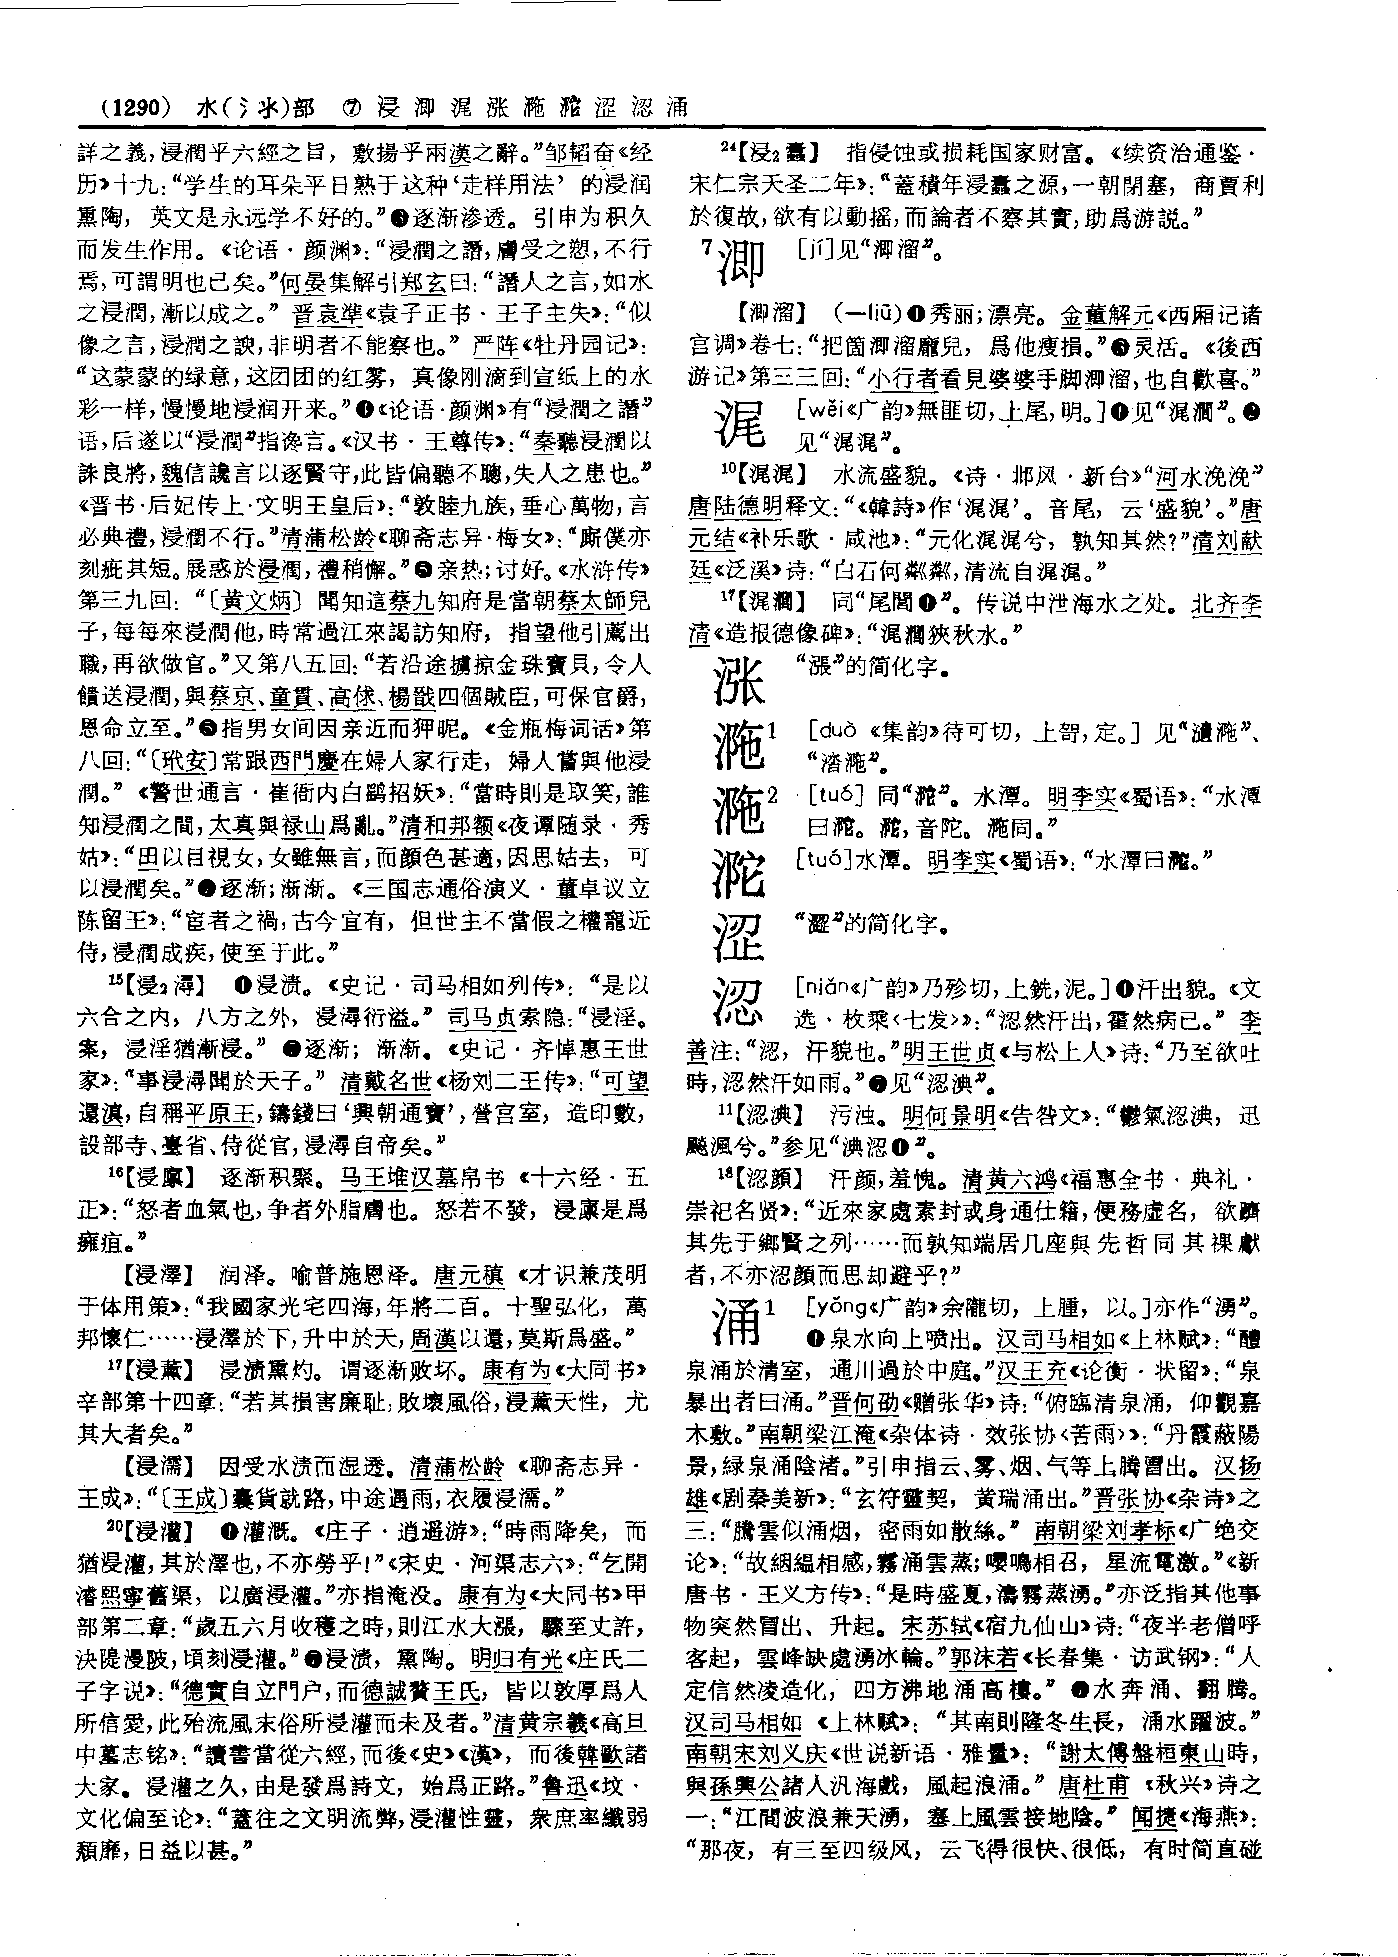 (1290) 水(氵氺)部 ⑦ 浸 㴉 浘 涨 湤 沲 涩 涊 涌
詳之義,浸潤乎六經之旨，敷揚乎兩漢之辭。”邹韬奋《经
历》十九:“学生的耳朵平日熟于这种‘走样用法’的浸润
熏陶，英文是永远学不好的。”❸逐渐渗透。引申为积久
而发生作用。《论语·颜渊》:“浸潤之譖,膚受之愬,不行
焉,可謂明也已矣。”何晏集解引郑玄曰:“譖人之言,如水
之浸潤,漸以成之。”晋袁準《袁子正书·王子主失》:“似
像之言,浸潤之諛,非明者不能察也。”严阵《牡丹园记》:
“这蒙蒙的绿意,这团团的红雾，真像刚滴到宣纸上的水
彩一样,慢慢地浸润开来。”❹《论语·颜渊》有“浸潤之譖”
语,后遂以“浸潤”指谗言。《汉书·王尊传》:“秦聽浸潤以
誅良將,魏信讒言以逐賢守,此皆偏聽不聰,失人之患也。”
《晋书·后妃传上·文明王皇后》:“敦睦九族,垂心萬物,言
必典禮,浸潤不行。”清蒲松龄《聊斋志异·梅女》:“廝僕亦
刻疵其短。展惑於浸潤,禮稍懈。”❺亲热;讨好。《水浒传》
第三九回:“〔黄文炳〕聞知這蔡九知府是當朝蔡太師兒
子,每每來浸潤他,時常過江來謁訪知府，指望他引薦出
職,再欲做官。”又第八五回:“若沿途擄掠金珠寶貝,令人
饋送浸潤,與蔡京、童貫、高俅、楊戩四個賊臣,可保官爵,
恩命立至。”❻指男女间因亲近而狎昵。《金瓶梅词话》第
八回:“〔玳安〕常跟西門慶在婦人家行走，婦人嘗與他浸
潤。”《警世通言·崔衙内白鹞招妖》:“當時則是取笑,誰
知浸潤之間,太真與禄山爲亂。”清和邦额《夜谭随录·秀
姑》:“田以目視女,女雖無言,而顔色甚適,因思姑去，可
以浸潤矣。”❼逐渐;渐渐。《三国志通俗演义·董卓议立
陈留王》:“宦者之禍,古今宜有，但世主不當假之權寵近
侍,浸潤成疾,使至于此。”
15【浸₂潯】 ❶浸渍。《史记·司马相如列传》:“是以
六合之内，八方之外，浸潯衍溢。”司马贞索隐:“浸淫。
案，浸淫猶漸浸。”❷逐渐；渐渐。《史记·齐悼惠王世
家》:“事浸潯聞於天子。”清戴名世《杨刘二王传》:“可望
還滇,自稱平原王,鑄錢曰‘興朝通寶’,營宫室，造印數,
設部寺、臺省、侍從官,浸潯自帝矣。”
16【浸廩】 逐渐积聚。马王堆汉墓帛书《十六经·五
正》:“怒者血氣也,争者外脂膚也。怒若不發，浸廩是爲
癰疽。”
【浸澤】 润泽。喻普施恩泽。唐元稹《才识兼茂明
于体用策》:“我國家光宅四海,年將二百。十聖弘化，萬
邦懷仁……浸澤於下,升中於天,周漢以還,莫斯爲盛。”
17【浸薰】 浸渍熏灼。谓逐渐败坏。康有为《大同书》
辛部第十四章:“若其損害廉耻,敗壞風俗,浸薰天性，尤
其大者矣。”
【浸濡】 因受水渍而湿透。清蒲松龄《聊斋志异·
王成》:“〔王成〕囊貨就路,中途遇雨,衣履浸濡。”
20【浸灌】 ❶灌溉。《庄子·逍遥游》:“時雨降矣，而
猶浸灌,其於澤也,不亦勞乎!”《宋史·河渠志六》:“乞開
濬熙寧舊渠，以廣浸灌。”亦指淹没。康有为《大同书》甲
部第二章:“歲五六月收穫之時,則江水大漲，驟至丈許,
決隄漫陂,頃刻浸灌。”❷浸渍，熏陶。明归有光《庄氏二
子字说》:“德實自立門户,而德誠贅王氏，皆以敦厚爲人
所信愛,此殆流風末俗所浸灌而未及者。”清黄宗羲《高旦
中墓志铭》:“讀書當從六經,而後《史》《漢》，而後韓歐諸
大家。浸灌之久,由是發爲詩文，始爲正路。”鲁迅《坟·
文化偏至论》:“蓋往之文明流弊,浸灌性靈，衆庶率纖弱
頹靡,日益以甚。”
24【浸₂蠹】 指侵蚀或损耗国家财富。《续资治通鉴·
宋仁宗天圣二年》:“蓋積年浸蠹之源,一朝閉塞，商賈利
於復故,欲有以動摇,而論者不察其實,助爲游説。”
7㴉 [jí]见“㴉溜”。
【㴉溜】 (—liū)❶秀丽;漂亮。金董解元《西厢记诸
宫调》卷七:“把箇㴉溜龐兒，爲他瘦損。”❷灵活。《後西
游记》第三三回:“小行者看見婆婆手脚㴉溜,也自歡喜。”
浘 [wěi《广韵》無匪切,上尾,明。]❶见“浘澗”。❷
见“浘浘”。
10【浘浘】 水流盛貌。《诗·邶风·新台》“河水浼浼”
唐陆德明释文:“《韓詩》作‘浘浘’。音尾，云‘盛貌’。”唐
元结《补乐歌·咸池》:“元化浘浘兮，孰知其然?”清刘献
廷《泛溪》诗:“白石何粼粼,清流自浘浘。”
17【浘澗】 同“尾閭❶”。传说中泄海水之处。北齐李
清《造报德像碑》:“浘澗狹秋水。”
涨 “漲”的简化字。
湤1 [duò 《集韵》待可切，上哿,定。] 见“澾湤”、
“湝湤”。
湤2 [tuó] 同“沲”。水潭。明李实《蜀语》:“水潭
曰沲。沲,音陀。湤同。”
沲 [tuó]水潭。明李实《蜀语》:“水潭曰沲。”
涩 “澀”的简化字。
涊 [niǎn《广韵》乃殄切,上銑,泥。]❶汗出貌。《文
选·枚乘〈七发〉》:“涊然汗出,霍然病已。”李
善注:“涊，汗貌也。”明王世贞《与松上人》诗:“乃至欲吐
時,涊然汗如雨。”❷见“涊淟”。
11【涊淟】 污浊。明何景明《告咎文》:“鬱氣涊淟，迅
飈渢兮。”参见“淟涊❶”。
18【涊顔】 汗颜,羞愧。清黄六鸿《福惠全书·典礼·
崇祀名贤》:“近來家處素封或身通仕籍,便務虚名，欲躋
其先于鄉賢之列……而孰知端居几座與先哲同其祼獻
者,不亦涊顔而思却避乎?”
涌1 [yǒng《广韵》余隴切，上腫，以。]亦作“湧”。
❶泉水向上喷出。汉司马相如《上林赋》:“醴
泉涌於清室，通川過於中庭。”汉王充《论衡·状留》:“泉
暴出者曰涌。”晋何劭《赠张华》诗:“俯臨清泉涌，仰觀嘉
木敷。”南朝梁江淹《杂体诗·效张协〈苦雨〉》:“丹霞蔽陽
景,緑泉涌陰渚。”引申指云、雾、烟、气等上腾冒出。汉扬
雄《剧秦美新》:“玄符靈契，黄瑞涌出。”晋张协《杂诗》之
三:“騰雲似涌烟，密雨如散絲。”南朝梁刘孝标《广绝交
论》:“故絪緼相感,霧涌雲蒸;嚶鳴相召，星流電激。”《新
唐书·王义方传》:“是時盛夏,濤霧蒸湧。”亦泛指其他事
物突然冒出、升起。宋苏轼《宿九仙山》诗:“夜半老僧呼
客起，雲峰缺處湧冰輪。”郭沫若《长春集·访武钢》:“人
定信然凌造化，四方沸地涌高樓。”❷水奔涌、翻腾。
汉司马相如《上林赋》：“其南則隆冬生長，涌水躍波。”
南朝宋刘义庆《世说新语·雅量》：“謝太傅盤桓東山時,
與孫興公諸人汎海戲，風起浪涌。”唐杜甫《秋兴》诗之
一:“江間波浪兼天湧，塞上風雲接地陰。”闻捷《海燕》:
“那夜，有三至四级风，云飞得很快、很低，有时简直碰